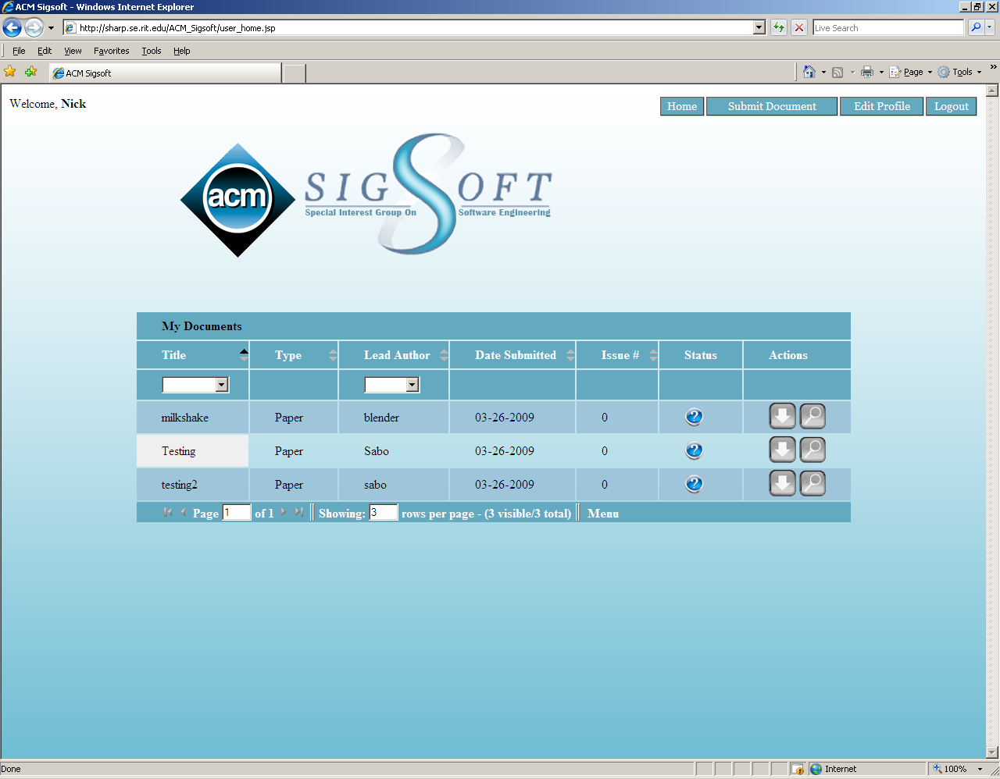 ACM Sigsoft - Windows Internet Explorer
http://sharp.se.rit.edu/ACM_Sigsoft/user_home.jsp Live Search
File Edit View Favorites Tools Help
ACM Sigsoft Page Tools »
Welcome, Nick Home Submit Document Edit Profile Logout
acm SIGSOFT
Special Interest Group On Software Engineering
My Documents
Title Type Lead Author Date Submitted Issue # Status Actions
milkshake Paper blender 03-26-2009 0 ?
Testing Paper Sabo 03-26-2009 0 ?
testing2 Paper sabo 03-26-2009 0 ?
Page 1 of 1 Showing: 3 rows per page - (3 visible/3 total) Menu
Done Internet 100%